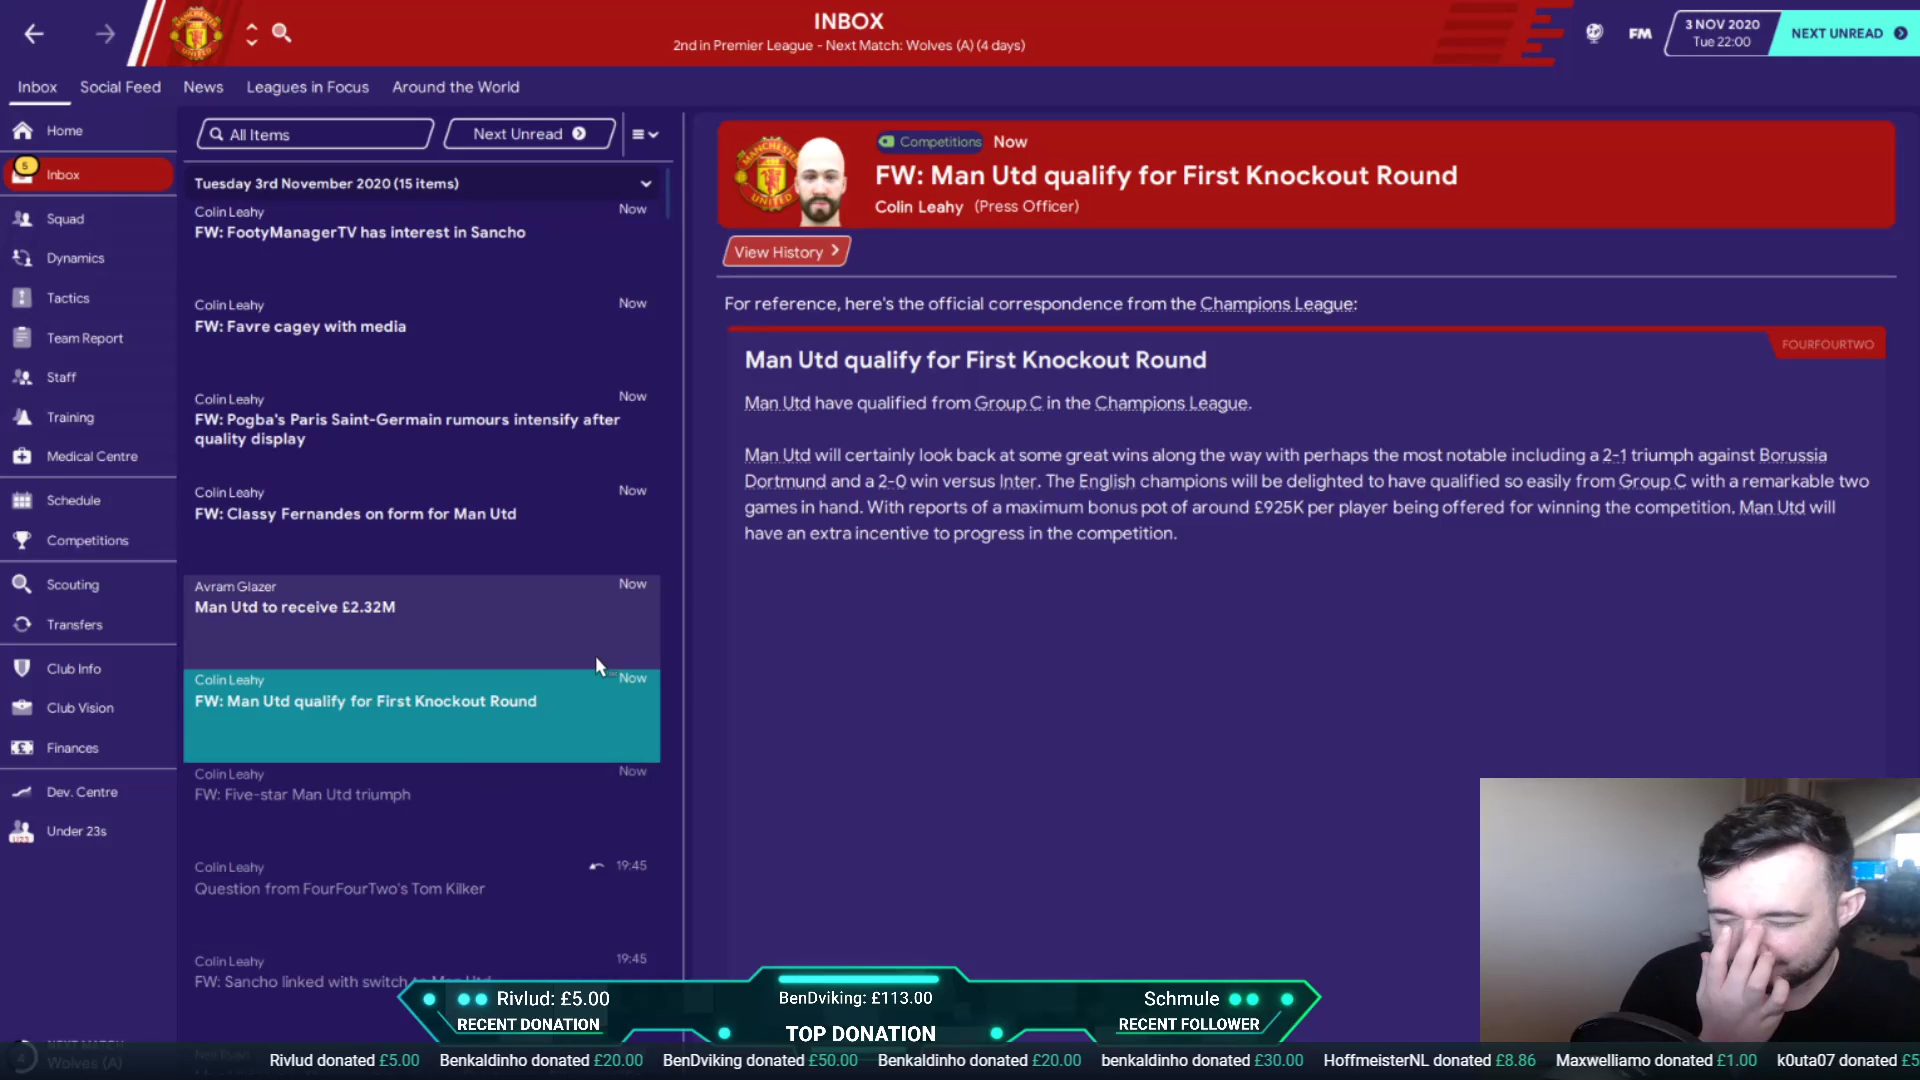 INBOX
2nd in Premier League - Next Match: Wolves (A) (4 days)
FM
3 NOV 2020
Tue 22:00
NEXT UNREAD
Inbox
Social Feed
News
Leagues in Focus
Around the World
Home
5
Inbox
Squad
Dynamics
Tactics
Team Report
Staff
Training
Medical Centre
Schedule
Competitions
Scouting
Transfers
Club Info
Club Vision
Finances
Dev. Centre
Under 23s
Wolves (A)
All Items
Next Unread
Tuesday 3rd November 2020 (15 items)
Colin Leahy
Now
FW: FootyManagerTV has interest in Sancho
Colin Leahy
Now
FW: Favre cagey with media
Colin Leahy
Now
FW: Pogba's Paris Saint-Germain rumours intensify after
quality display
Colin Leahy
Now
FW: Classy Fernandes on form for Man Utd
Avram Glazer
Now
Man Utd to receive £2.32M
Colin Leahy
Now
FW: Man Utd qualify for First Knockout Round
Colin Leahy
Now
FW: Five-star Man Utd triumph
Colin Leahy
19:45
Question from FourFourTwo's Tom Kilker
Colin Leahy
19:45
FW: Sancho linked with switch to Man Utd
MANCHESTER
UNITED
Competitions
Now
FW: Man Utd qualify for First Knockout Round
Colin Leahy (Press Officer)
View History
For reference, here's the official correspondence from the Champions League:
FOURFOURTWO
Man Utd qualify for First Knockout Round
Man Utd have qualified from Group C in the Champions League.
Man Utd will certainly look back at some great wins along the way with perhaps the most notable including a 2-1 triumph against Borussia
Dortmund and a 2-0 win versus Inter. The English champions will be delighted to have qualified so easily from Group C with a remarkable two
games in hand. With reports of a maximum bonus pot of around £925K per player being offered for winning the competition, Man Utd will
have an extra incentive to progress in the competition.
Rivlud: £5.00
RECENT DONATION
BenDviking: £113.00
TOP DONATION
Schmule
RECENT FOLLOWER
Rivlud donated £5.00 Benkaldinho donated £20.00 BenDviking donated £50.00 Benkaldinho donated £20.00 benkaldinho donated £30.00 HoffmeisterNL donated £8.86 Maxwelliamo donated £1.00 k0uta07 donated £5